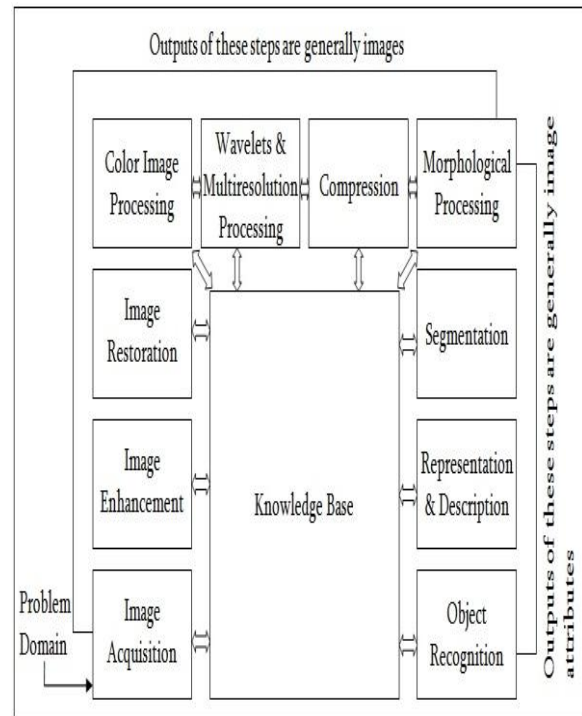 Outputs of these steps are generally images
Color Image
Processing
Wavelets &
Multiresolution
Processing
Compression
Morphological
Processing
Image
Restoration
Segmentation
Image
Enhancement
Knowledge Base
Representation
& Description
Problem
Domain
Image
Acquisition
Object
Recognition
Outputs of these steps are generally image
attributes